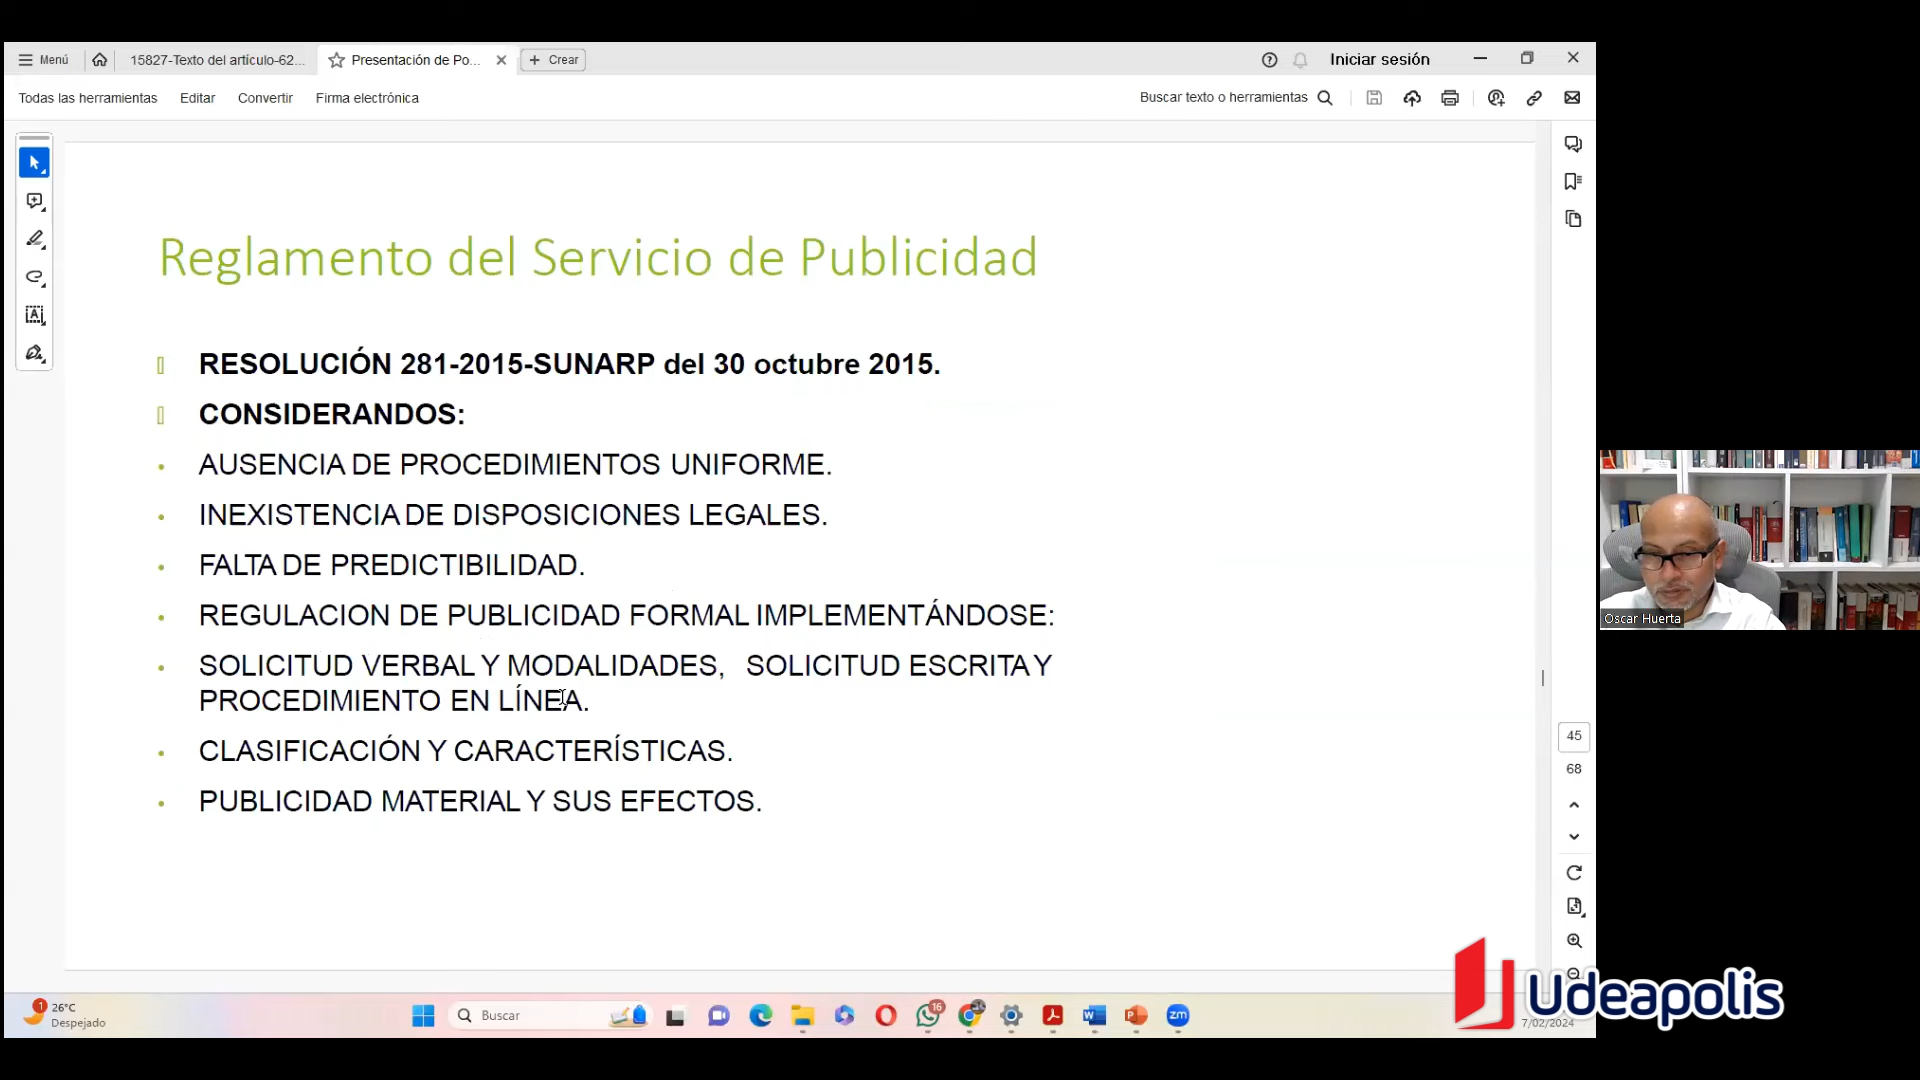 Menú
15827-Texto del artículo-62...
Presentación de Po...
Crear
Iniciar sesión
Todas las herramientas
Editar
Convertir
Firma electrónica
Buscar texto o herramientas
Reglamento del Servicio de Publicidad
RESOLUCIÓN 281-2015-SUNARP del 30 octubre 2015.
CONSIDERANDOS:
• AUSENCIA DE PROCEDIMIENTOS UNIFORME.
• INEXISTENCIA DE DISPOSICIONES LEGALES.
• FALTA DE PREDICTIBILIDAD.
• REGULACION DE PUBLICIDAD FORMAL IMPLEMENTÁNDOSE:
• SOLICITUD VERBAL Y MODALIDADES, SOLICITUD ESCRITA Y
PROCEDIMIENTO EN LÍNEA.
• CLASIFICACIÓN Y CARACTERÍSTICAS.
• PUBLICIDAD MATERIAL Y SUS EFECTOS.
Oscar Huerta
45
68
1
26°C
Despejado
Buscar
16
zm
7/02/2024
Udeapolis